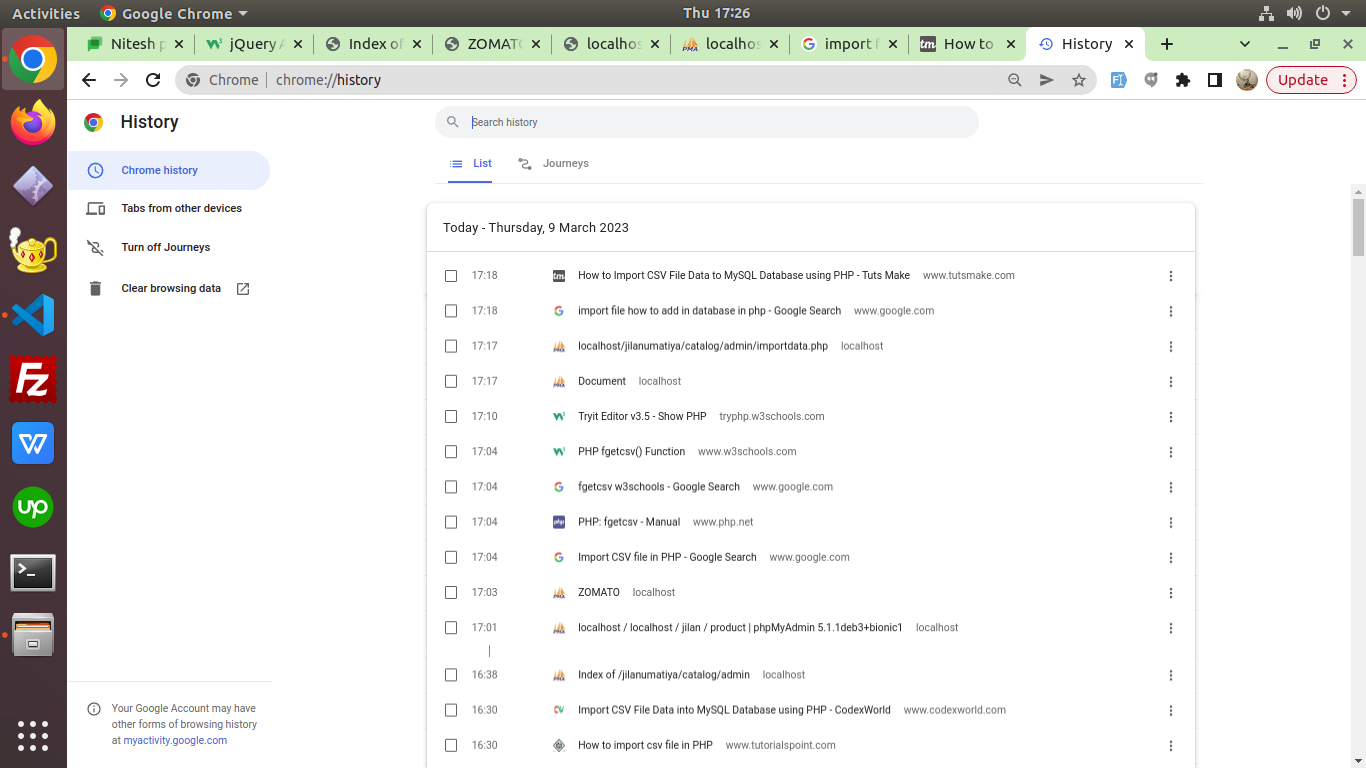 Activities Google Chrome Thu 17:26
Nitesh p jQuery A Index of ZOMATO localhos localhos import f How to History
Chrome chrome://history Update
History
Search history
List Journeys
Chrome history
Tabs from other devices
Turn off Journeys
Clear browsing data
Today - Thursday, 9 March 2023
17:18 How to Import CSV File Data to MySQL Database using PHP - Tuts Make www.tutsmake.com
17:18 import file how to add in database in php - Google Search www.google.com
17:17 localhost/jilanumatiya/catalog/admin/importdata.php localhost
17:17 Document localhost
17:10 Tryit Editor v3.5 - Show PHP tryphp.w3schools.com
17:04 PHP fgetcsv() Function www.w3schools.com
17:04 fgetcsv w3schools - Google Search www.google.com
17:04 PHP: fgetcsv - Manual www.php.net
17:04 Import CSV file in PHP - Google Search www.google.com
17:03 ZOMATO localhost
17:01 localhost / localhost / jilan / product | phpMyAdmin 5.1.1deb3+bionic1 localhost
16:38 Index of /jilanumatiya/catalog/admin localhost
16:30 Import CSV File Data into MySQL Database using PHP - CodexWorld www.codexworld.com
16:30 How to import csv file in PHP www.tutorialspoint.com
Your Google Account may have
other forms of browsing history
at myactivity.google.com